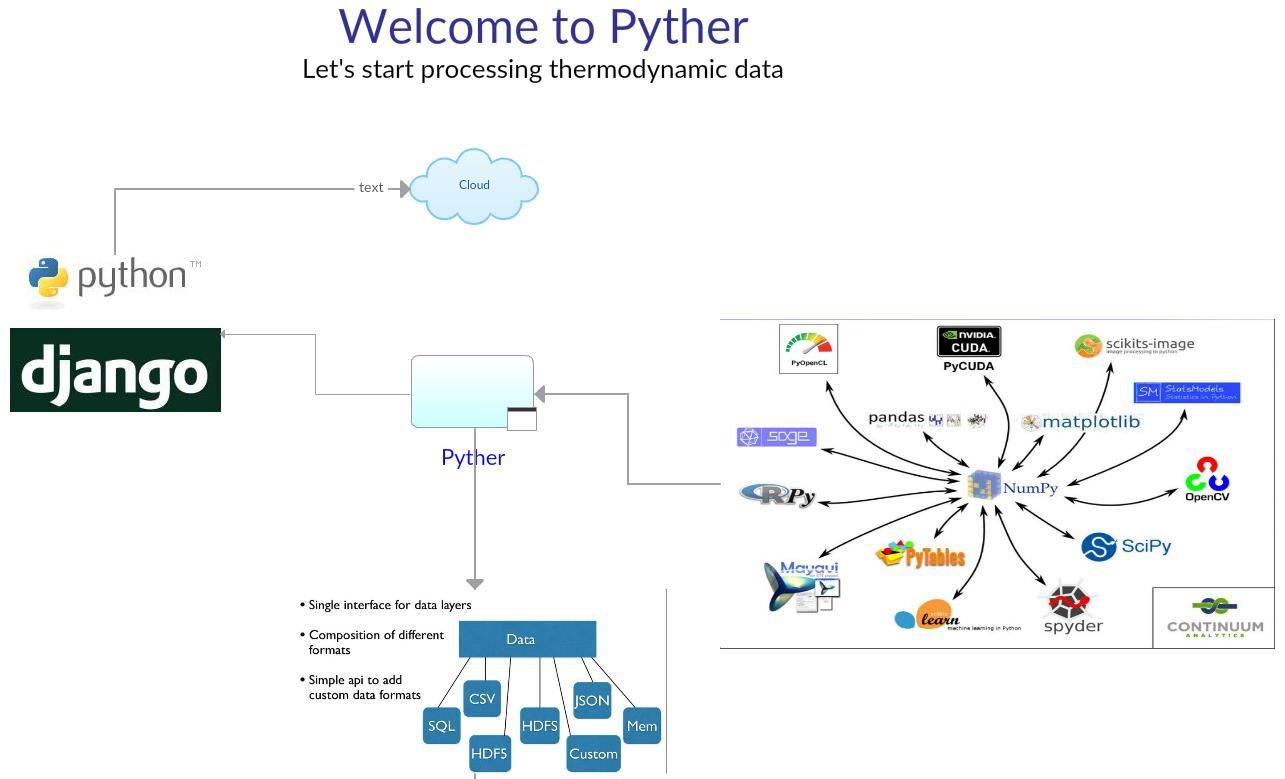 Welcome to Pyther
Let's start processing thermodynamic data
Cloud
text
python™
django
Pyther
PyOpenCL
NVIDIA
CUDA
PyCUDA
scikits-image
image processing in python
SM StatsModels
Statistics in Python
pandas
matplotlib
sage
NumPy
RPy
OpenCV
PyTables
SciPy
Mayavi
scikits
learn
machine learning in Python
spyder
CONTINUUM
ANALYTICS
• Single interface for data layers
• Composition of different
formats
• Simple api to add
custom data formats
Data
CSV
JSON
SQL
HDFS
Mem
HDF5
Custom